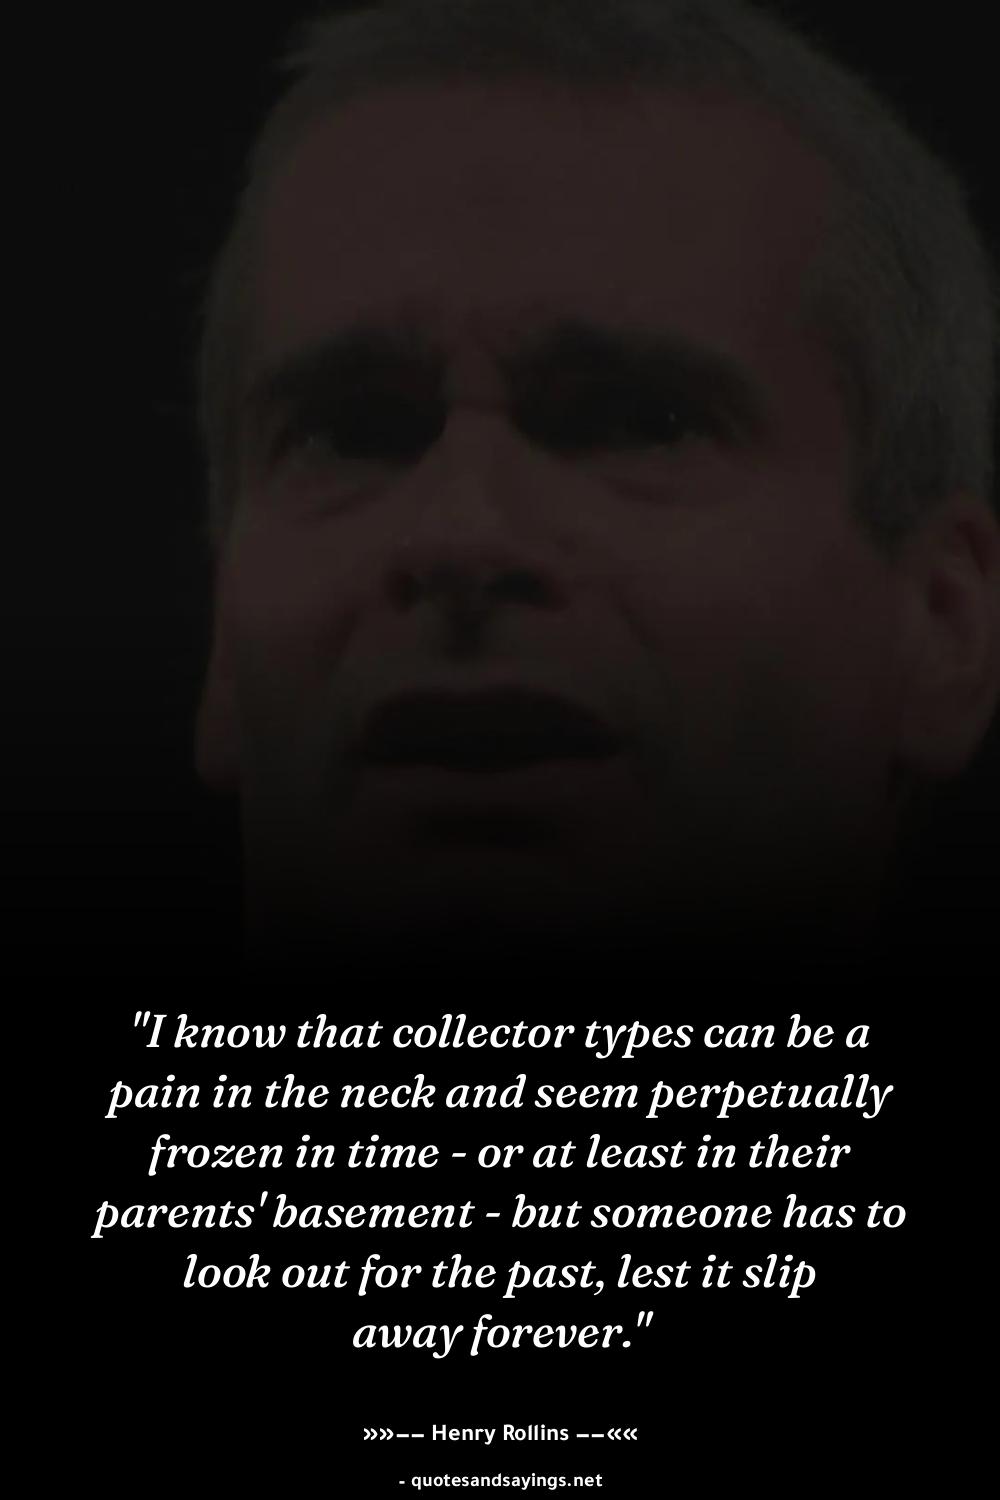 "I know that collector types can be a
pain in the neck and seem perpetually
frozen in time - or at least in their
parents' basement - but someone has to
look out for the past, lest it slip
away forever."
»»−− Henry Rollins −−««
- quotesandsayings.net